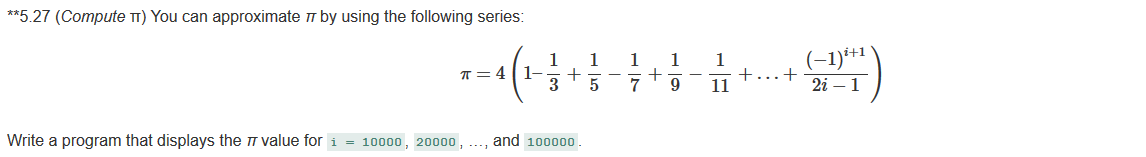 **5.27 (Compute π) You can approximate π by using the following series:
π = 4 (1 − 1/3 + 1/5 − 1/7 + 1/9 − 1/11 + ... + (−1)^{i+1}/(2i − 1))
Write a program that displays the π value for i = 10000, 20000, ..., and 100000.